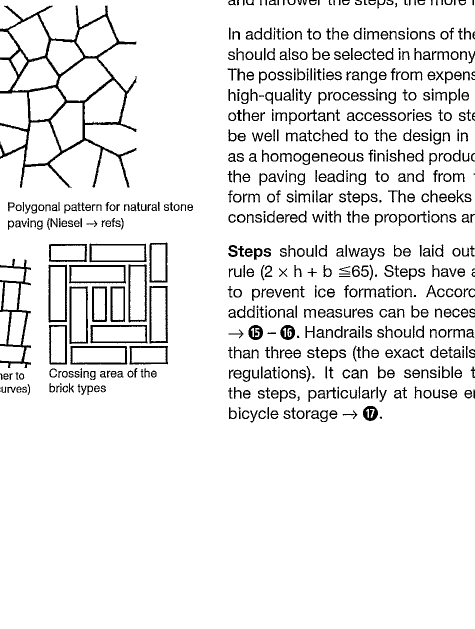 Polygonal pattern for natural stone
paving (Niesel → refs)
Crossing area of the
brick types
ner to
curves)
and narrower the steps, the more
In addition to the dimensions of the
should also be selected in harmony
The possibilities range from expens
high-quality processing to simple
other important accessories to ste
be well matched to the design in
as a homogeneous finished produc
the paving leading to and from
form of similar steps. The cheeks
considered with the proportions ar
Steps should always be laid out
rule (2 × h + b ≦65). Steps have a
to prevent ice formation. Accord
additional measures can be neces
→ ⓯ – ⓰. Handrails should norma
than three steps (the exact details
regulations). It can be sensible t
the steps, particularly at house e
bicycle storage → ⓱.